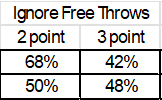 Ignore Free Throws
2 point 3 point
68% 42%
50% 48%